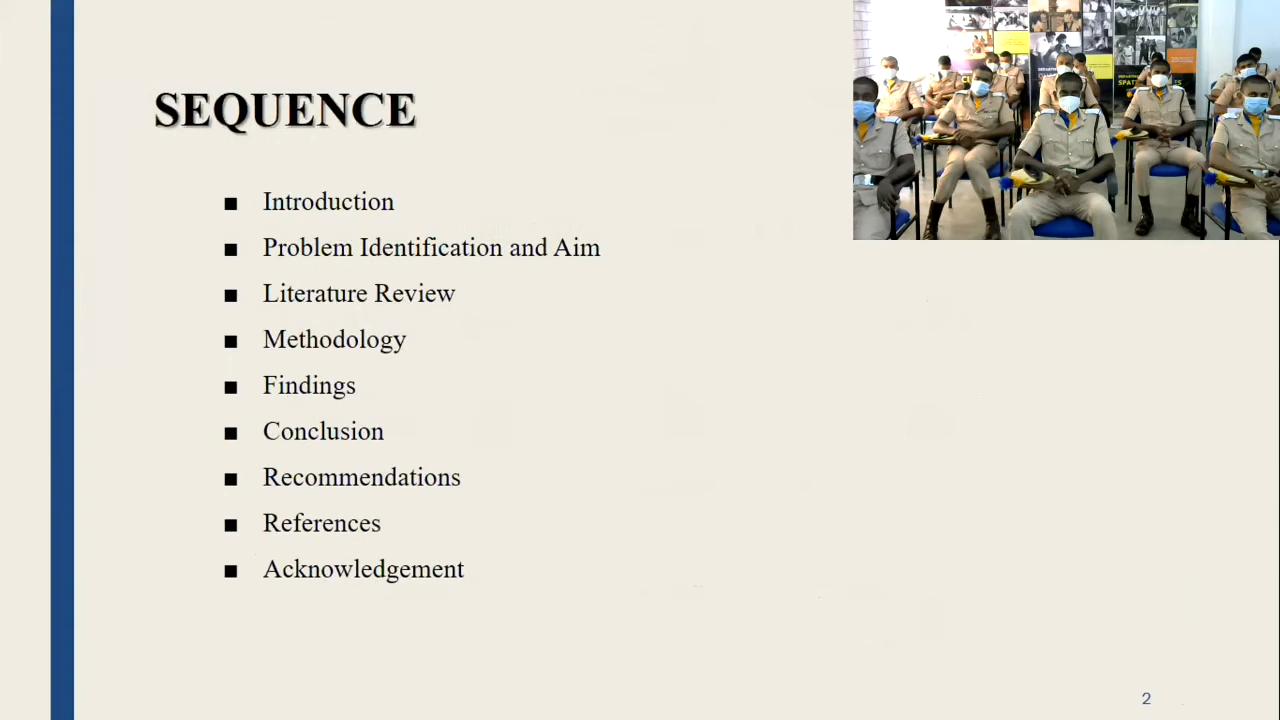 SEQUENCE
Introduction
Problem Identification and Aim
Literature Review
Methodology
Findings
Conclusion
Recommendations
References
Acknowledgement
2